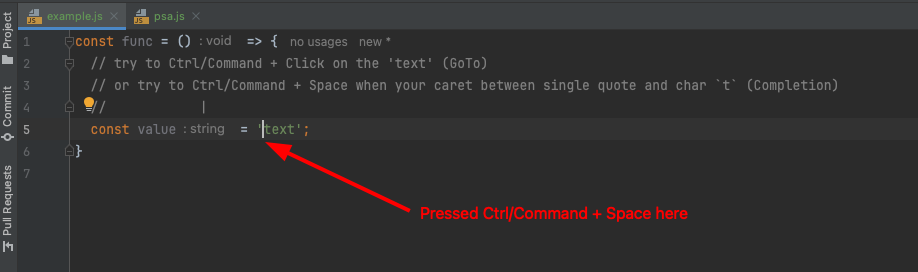 example.js psa.js
Project
Commit
Pull Requests
1 const func = () : void => { no usages new *
2 // try to Ctrl/Command + Click on the 'text' (GoTo)
3 // or try to Ctrl/Command + Space when your caret between single quote and char `t` (Completion)
4 // |
5 const value : string = 'text';
6 }
7
Pressed Ctrl/Command + Space here